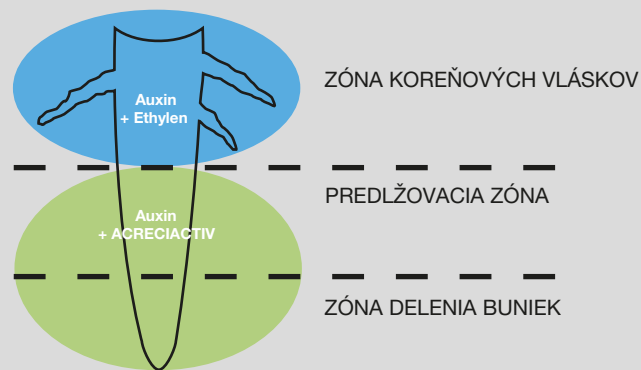 ZÓNA KOREŇOVÝCH VLÁSKOV
Auxin
+ Ethylen
PREDLŽOVACIA ZÓNA
Auxin
+ ACRECIACTIV
ZÓNA DELENIA BUNIEK